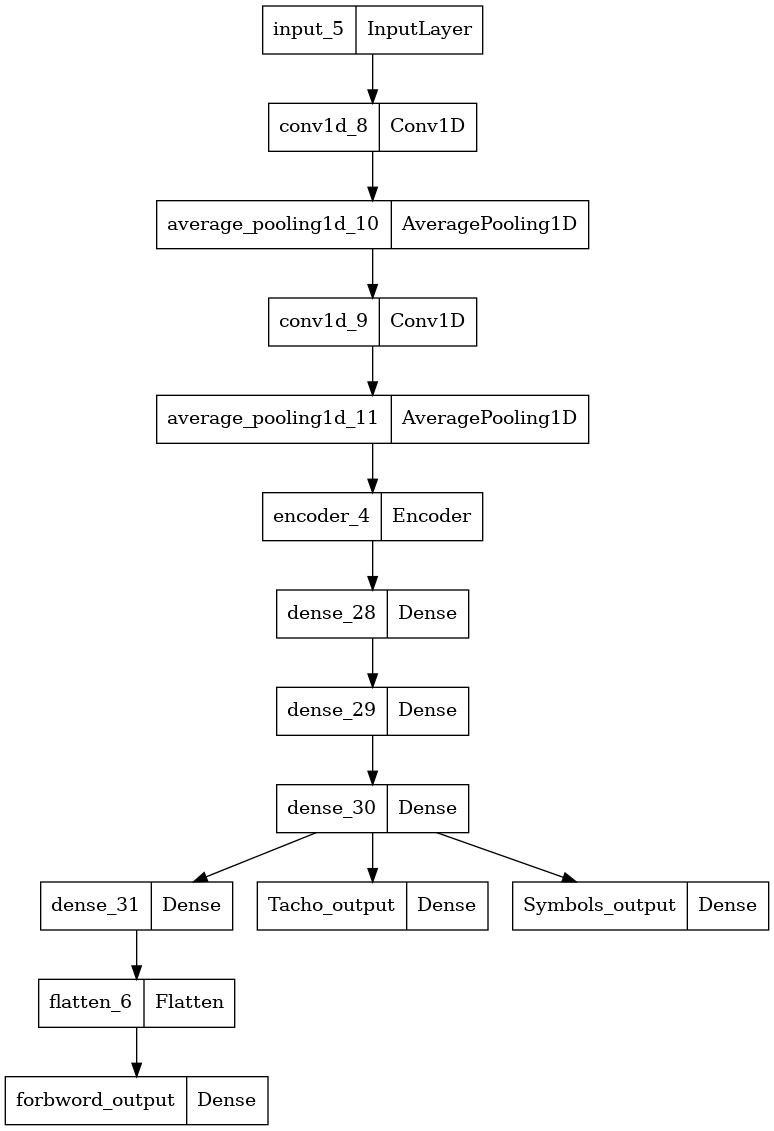 input_5 InputLayer
conv1d_8 Conv1D
average_pooling1d_10 AveragePooling1D
conv1d_9 Conv1D
average_pooling1d_11 AveragePooling1D
encoder_4 Encoder
dense_28 Dense
dense_29 Dense
dense_30 Dense
dense_31 Dense Tacho_output Dense Symbols_output Dense
flatten_6 Flatten
forbword_output Dense